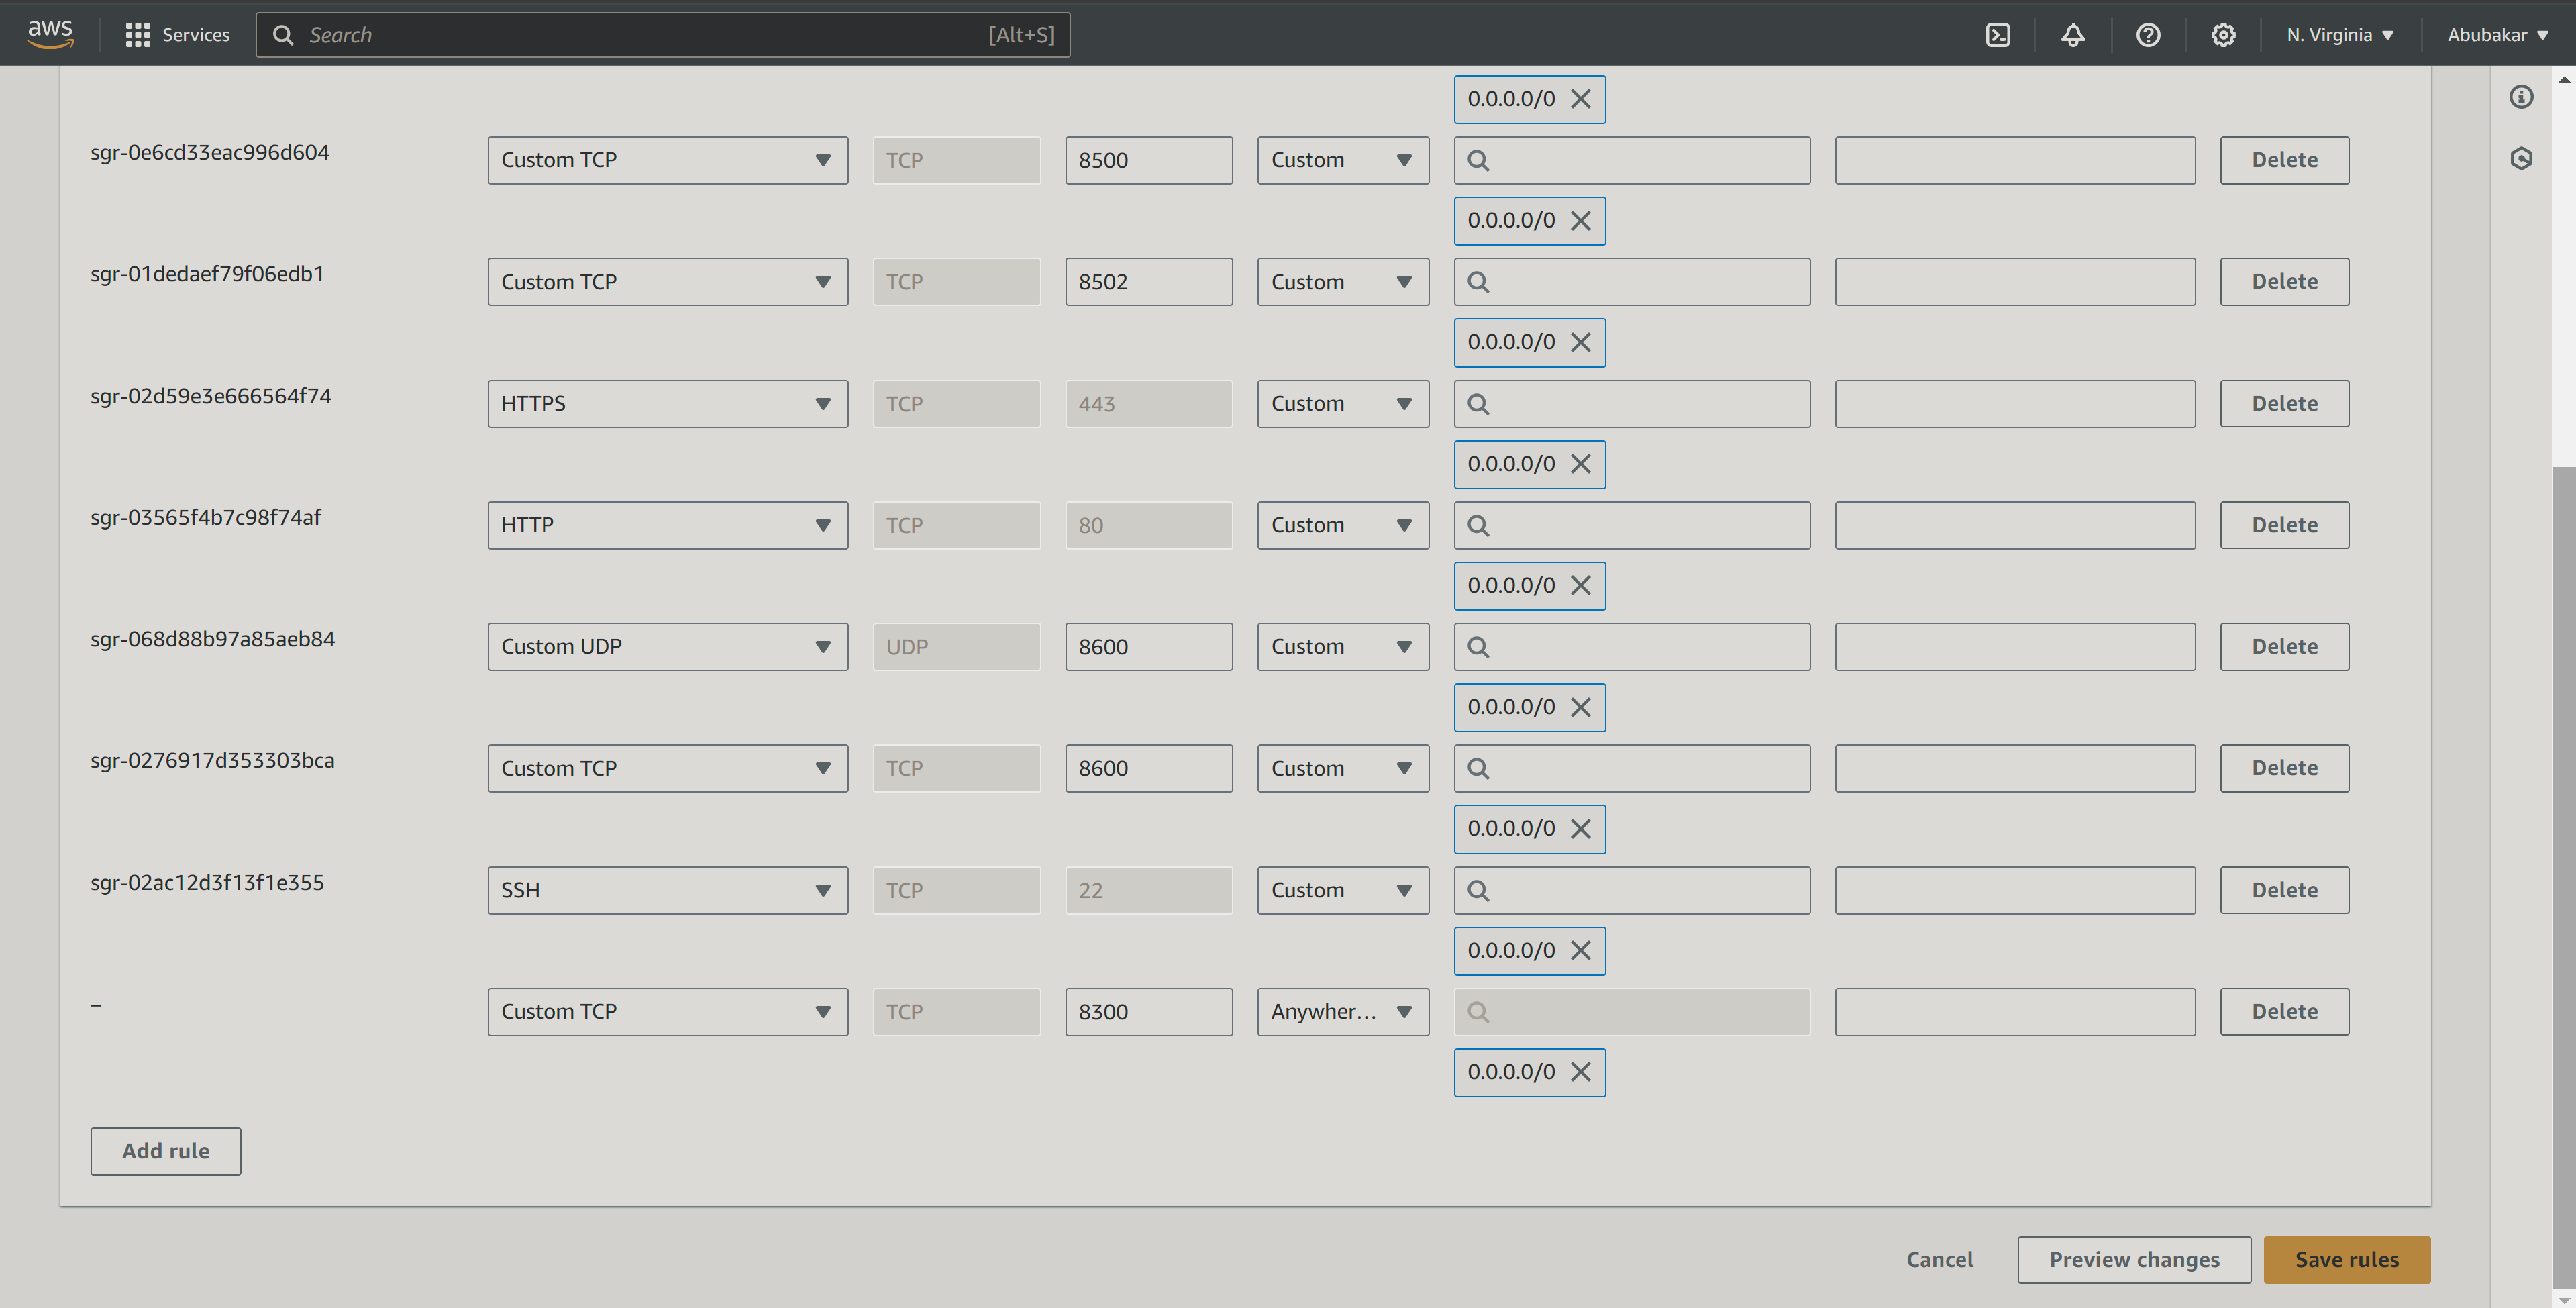 aws Services Search [Alt+S] N. Virginia Abubakar
0.0.0.0/0
sgr-0e6cd33eac996d604 Custom TCP TCP 8500 Custom Delete
0.0.0.0/0
sgr-01dedaef79f06edb1 Custom TCP TCP 8502 Custom Delete
0.0.0.0/0
sgr-02d59e3e666564f74 HTTPS TCP 443 Custom Delete
0.0.0.0/0
sgr-03565f4b7c98f74af HTTP TCP 80 Custom Delete
0.0.0.0/0
sgr-068d88b97a85aeb84 Custom UDP UDP 8600 Custom Delete
0.0.0.0/0
sgr-0276917d353303bca Custom TCP TCP 8600 Custom Delete
0.0.0.0/0
sgr-02ac12d3f13f1e355 SSH TCP 22 Custom Delete
0.0.0.0/0
– Custom TCP TCP 8300 Anywher... Delete
0.0.0.0/0
Add rule
Cancel Preview changes Save rules